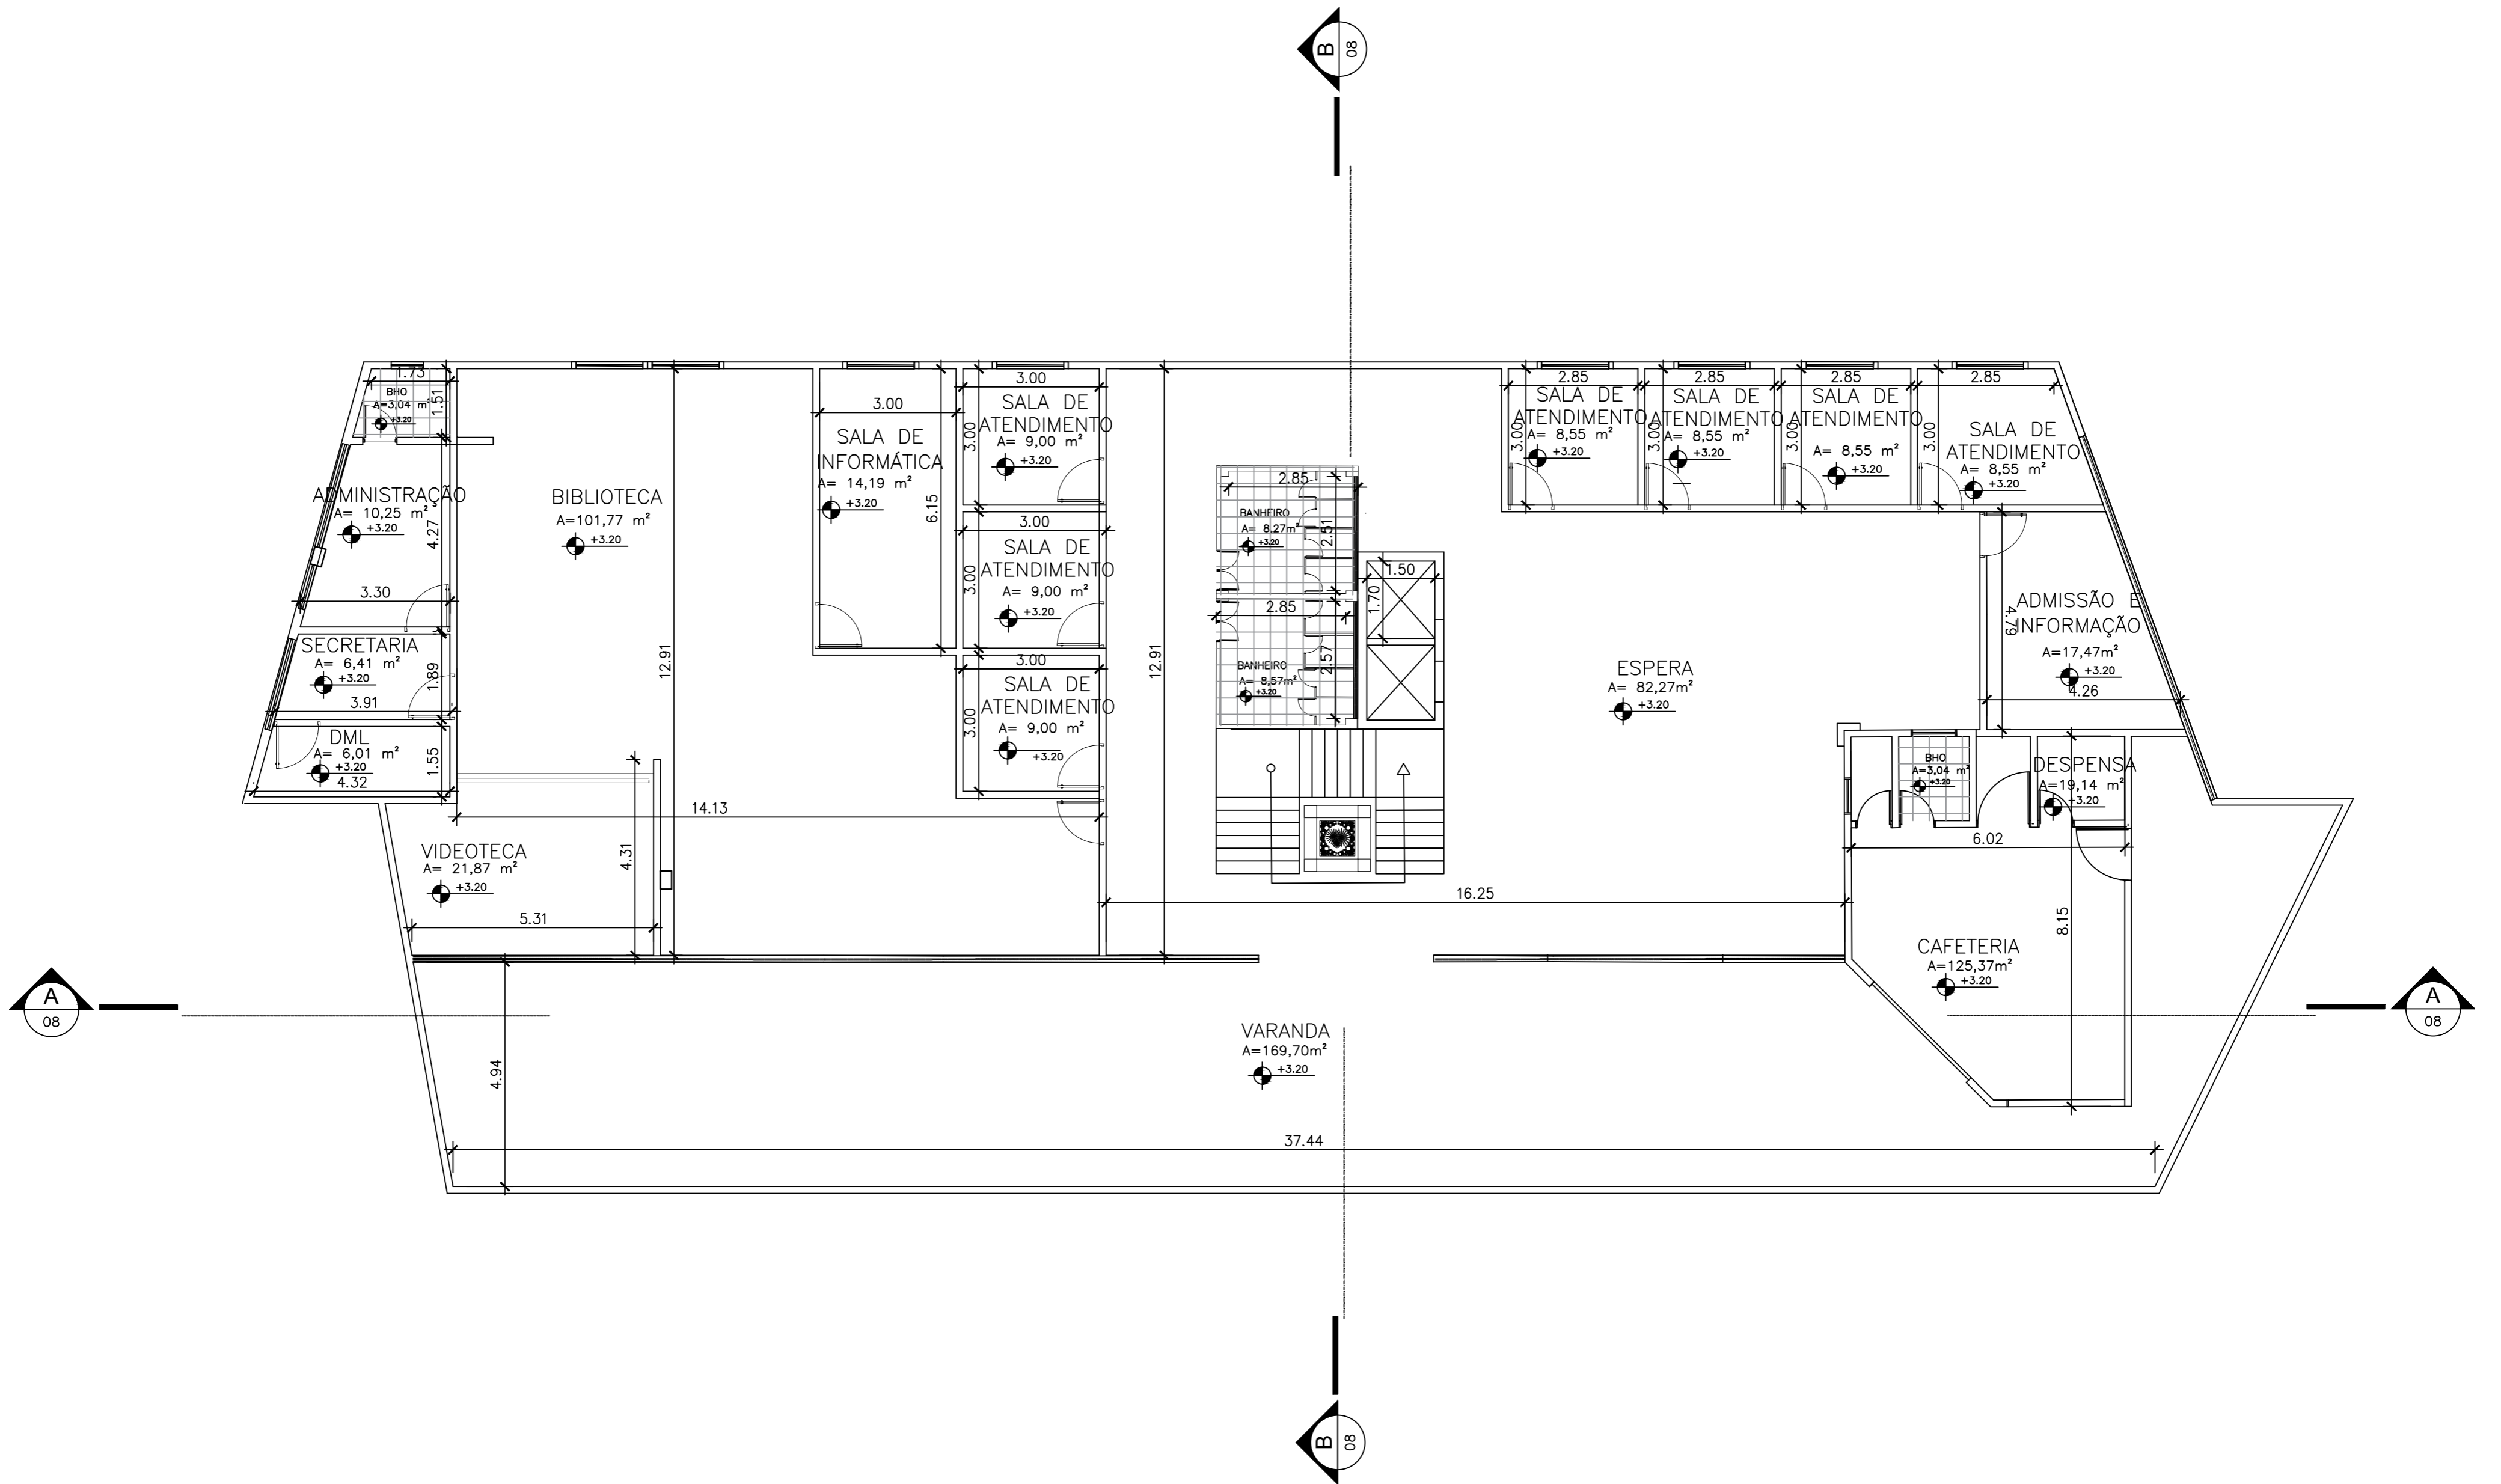 B
08
1.73
BHO
A=3,04 m²
+3.20
1.51
ADMINISTRAÇÃO
A= 10,25 m²
+3.20
4.27
3.30
SECRETARIA
A= 6,41 m²
+3.20
1.89
3.91
DML
A= 6,01 m²
+3.20
4.32
1.55
BIBLIOTECA
A=101,77 m²
+3.20
12.91
14.13
VIDEOTECA
A= 21,87 m²
+3.20
4.31
5.31
3.00
SALA DE
INFORMÁTICA
A= 14,19 m²
+3.20
6.15
3.00
SALA DE
ATENDIMENTO
A= 9,00 m²
+3.20
3.00
3.00
SALA DE
ATENDIMENTO
A= 9,00 m²
+3.20
3.00
3.00
SALA DE
ATENDIMENTO
A= 9,00 m²
+3.20
3.00
12.91
2.85
BANHEIRO
A= 8,27m²
+3.20
2.51
2.85
BANHEIRO
A= 8,57m²
+3.20
2.57
1.50
1.70
16.25
2.85
SALA DE
ATENDIMENTO
A= 8,55 m²
+3.20
3.00
2.85
SALA DE
ATENDIMENTO
A= 8,55 m²
+3.20
3.00
2.85
SALA DE
ATENDIMENTO
A= 8,55 m²
+3.20
3.00
2.85
SALA DE
ATENDIMENTO
A= 8,55 m²
+3.20
3.00
ESPERA
A= 82,27m²
+3.20
ADMISSÃO E
INFORMAÇÃO
A=17,47m²
+3.20
4.79
4.26
BHO
A=3,04 m²
+3.20
DESPENSA
A=19,14 m²
+3.20
6.02
8.15
CAFETERIA
A=125,37m²
+3.20
A
08
A
08
VARANDA
A=169,70m²
+3.20
4.94
37.44
B
08